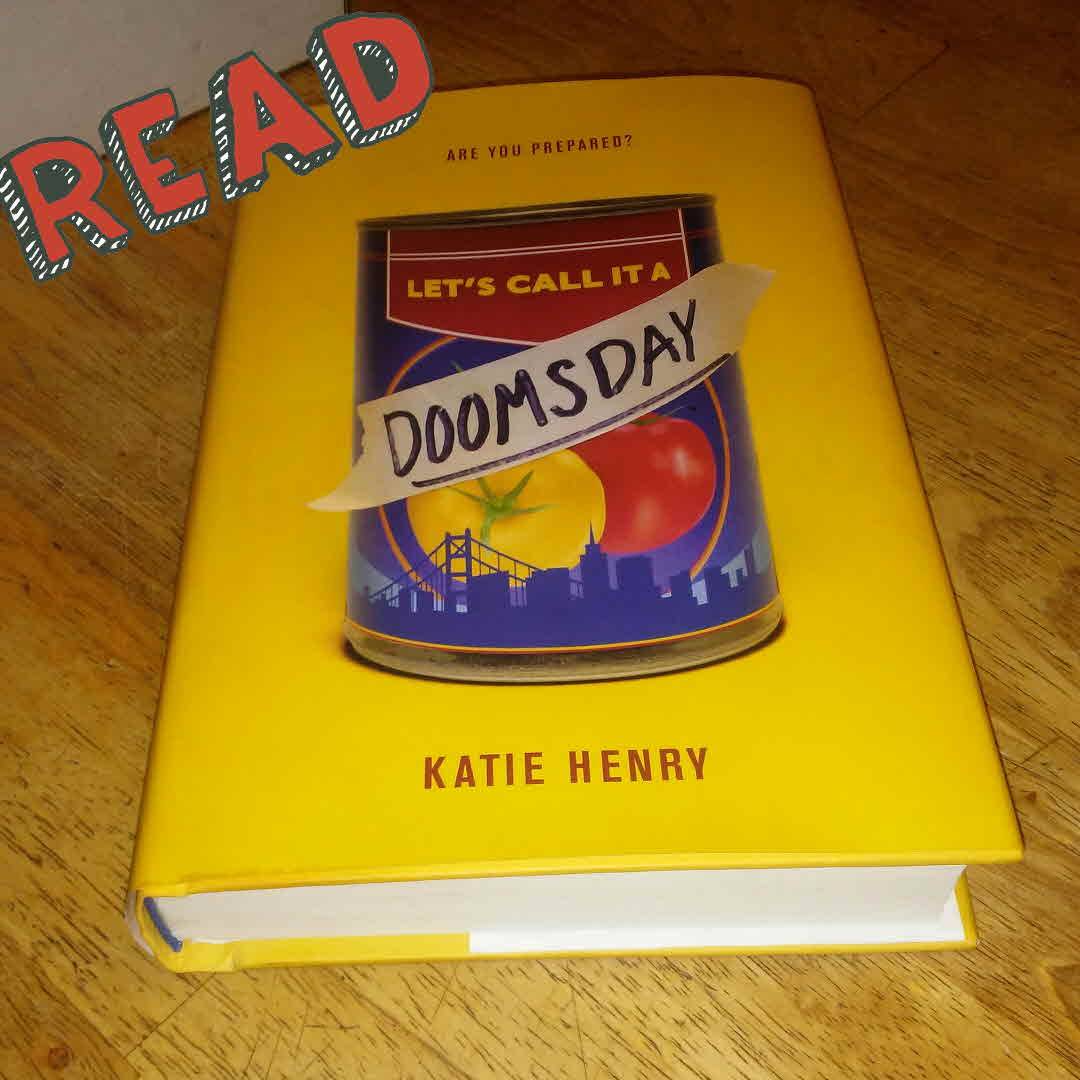 READ
ARE YOU PREPARED?
LET'S CALL IT A
DOOMSDAY
KATIE HENRY